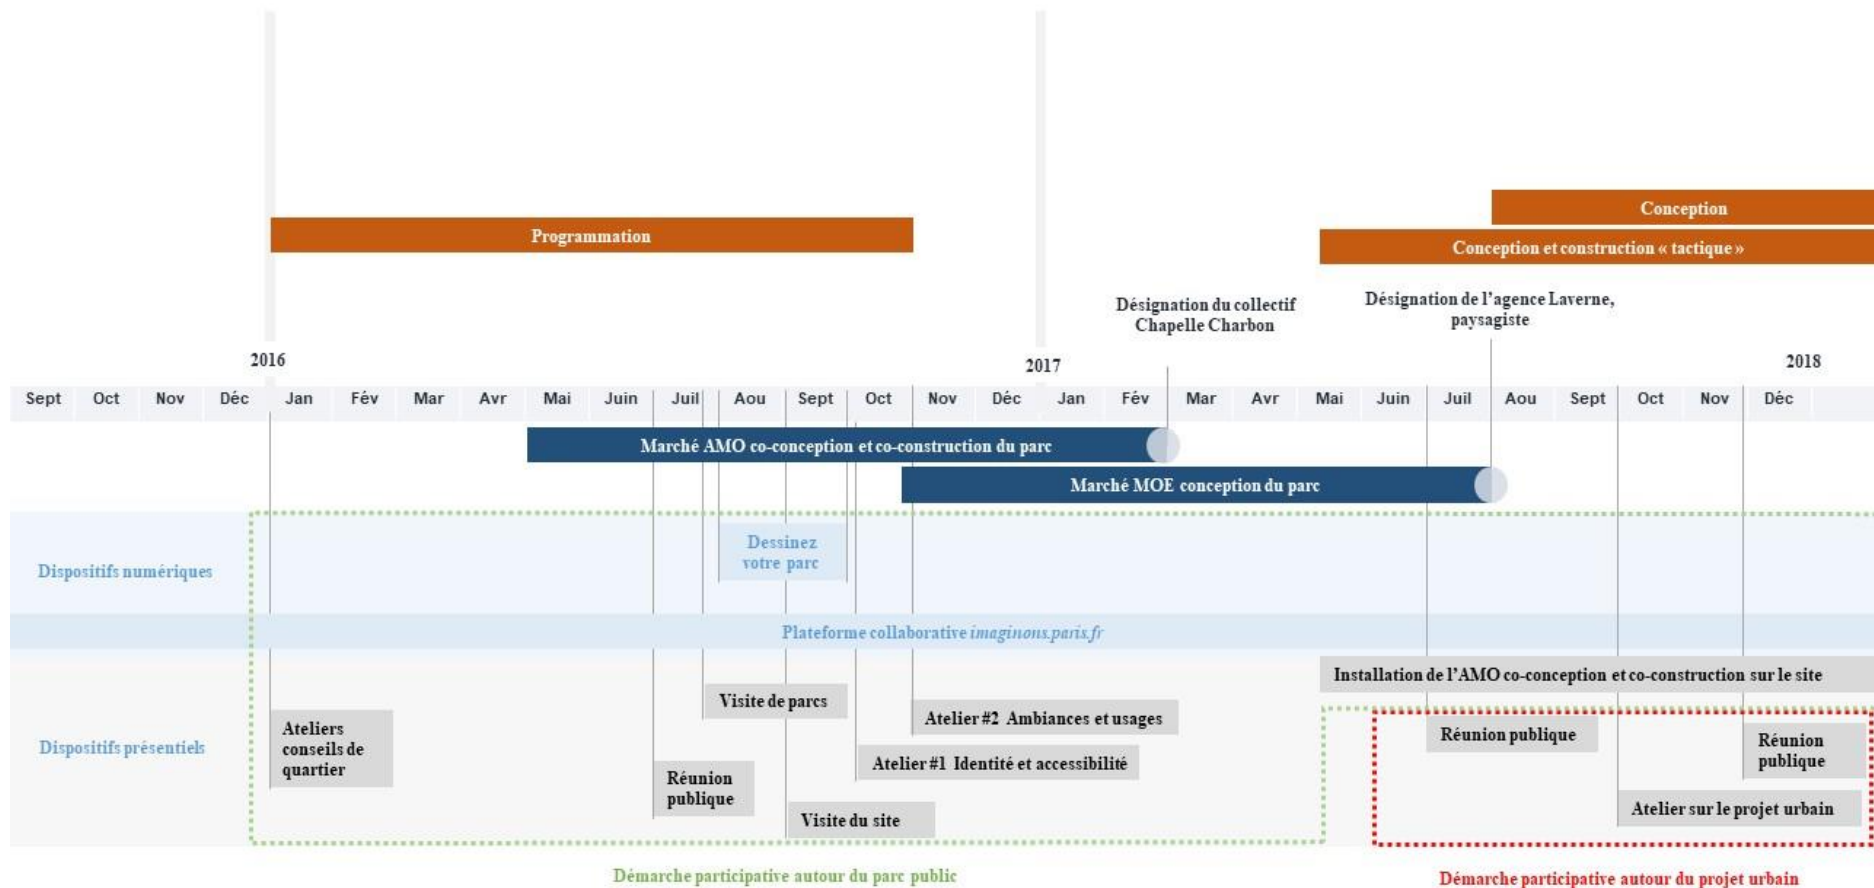 Conception
Programmation
Conception et construction « tactique »
Désignation du collectif
Chapelle Charbon
Désignation de l'agence Laverne,
paysagiste
2016
2017
2018
Sept Oct Nov Déc Jan Fév Mar Avr Mai Juin Juil Aou Sept Oct Nov Déc Jan Fév Mar Avr Mai Juin Juil Aou Sept Oct Nov Déc
Marché AMO co-conception et co-construction du parc
Marché MOE conception du parc
Dessinez
votre parc
Dispositifs numériques
Plateforme collaborative imaginons.paris.fr
Installation de l'AMO co-conception et co-construction sur le site
Visite de parcs
Atelier #2 Ambiances et usages
Ateliers
conseils de
quartier
Dispositifs présentiels
Réunion publique
Réunion
publique
Atelier #1 Identité et accessibilité
Réunion
publique
Visite du site
Atelier sur le projet urbain
Démarche participative autour du parc public
Démarche participative autour du projet urbain